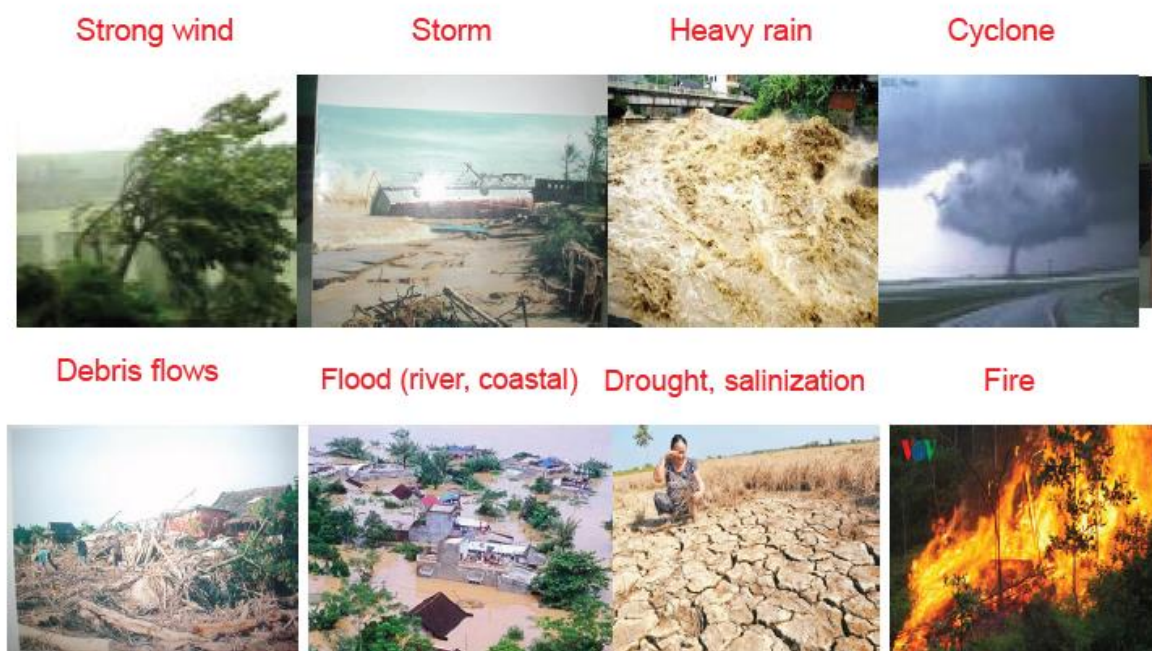 Strong wind
Storm
Heavy rain
Cyclone
Debris flows
Flood (river, coastal)
Drought, salinization
Fire
VOV